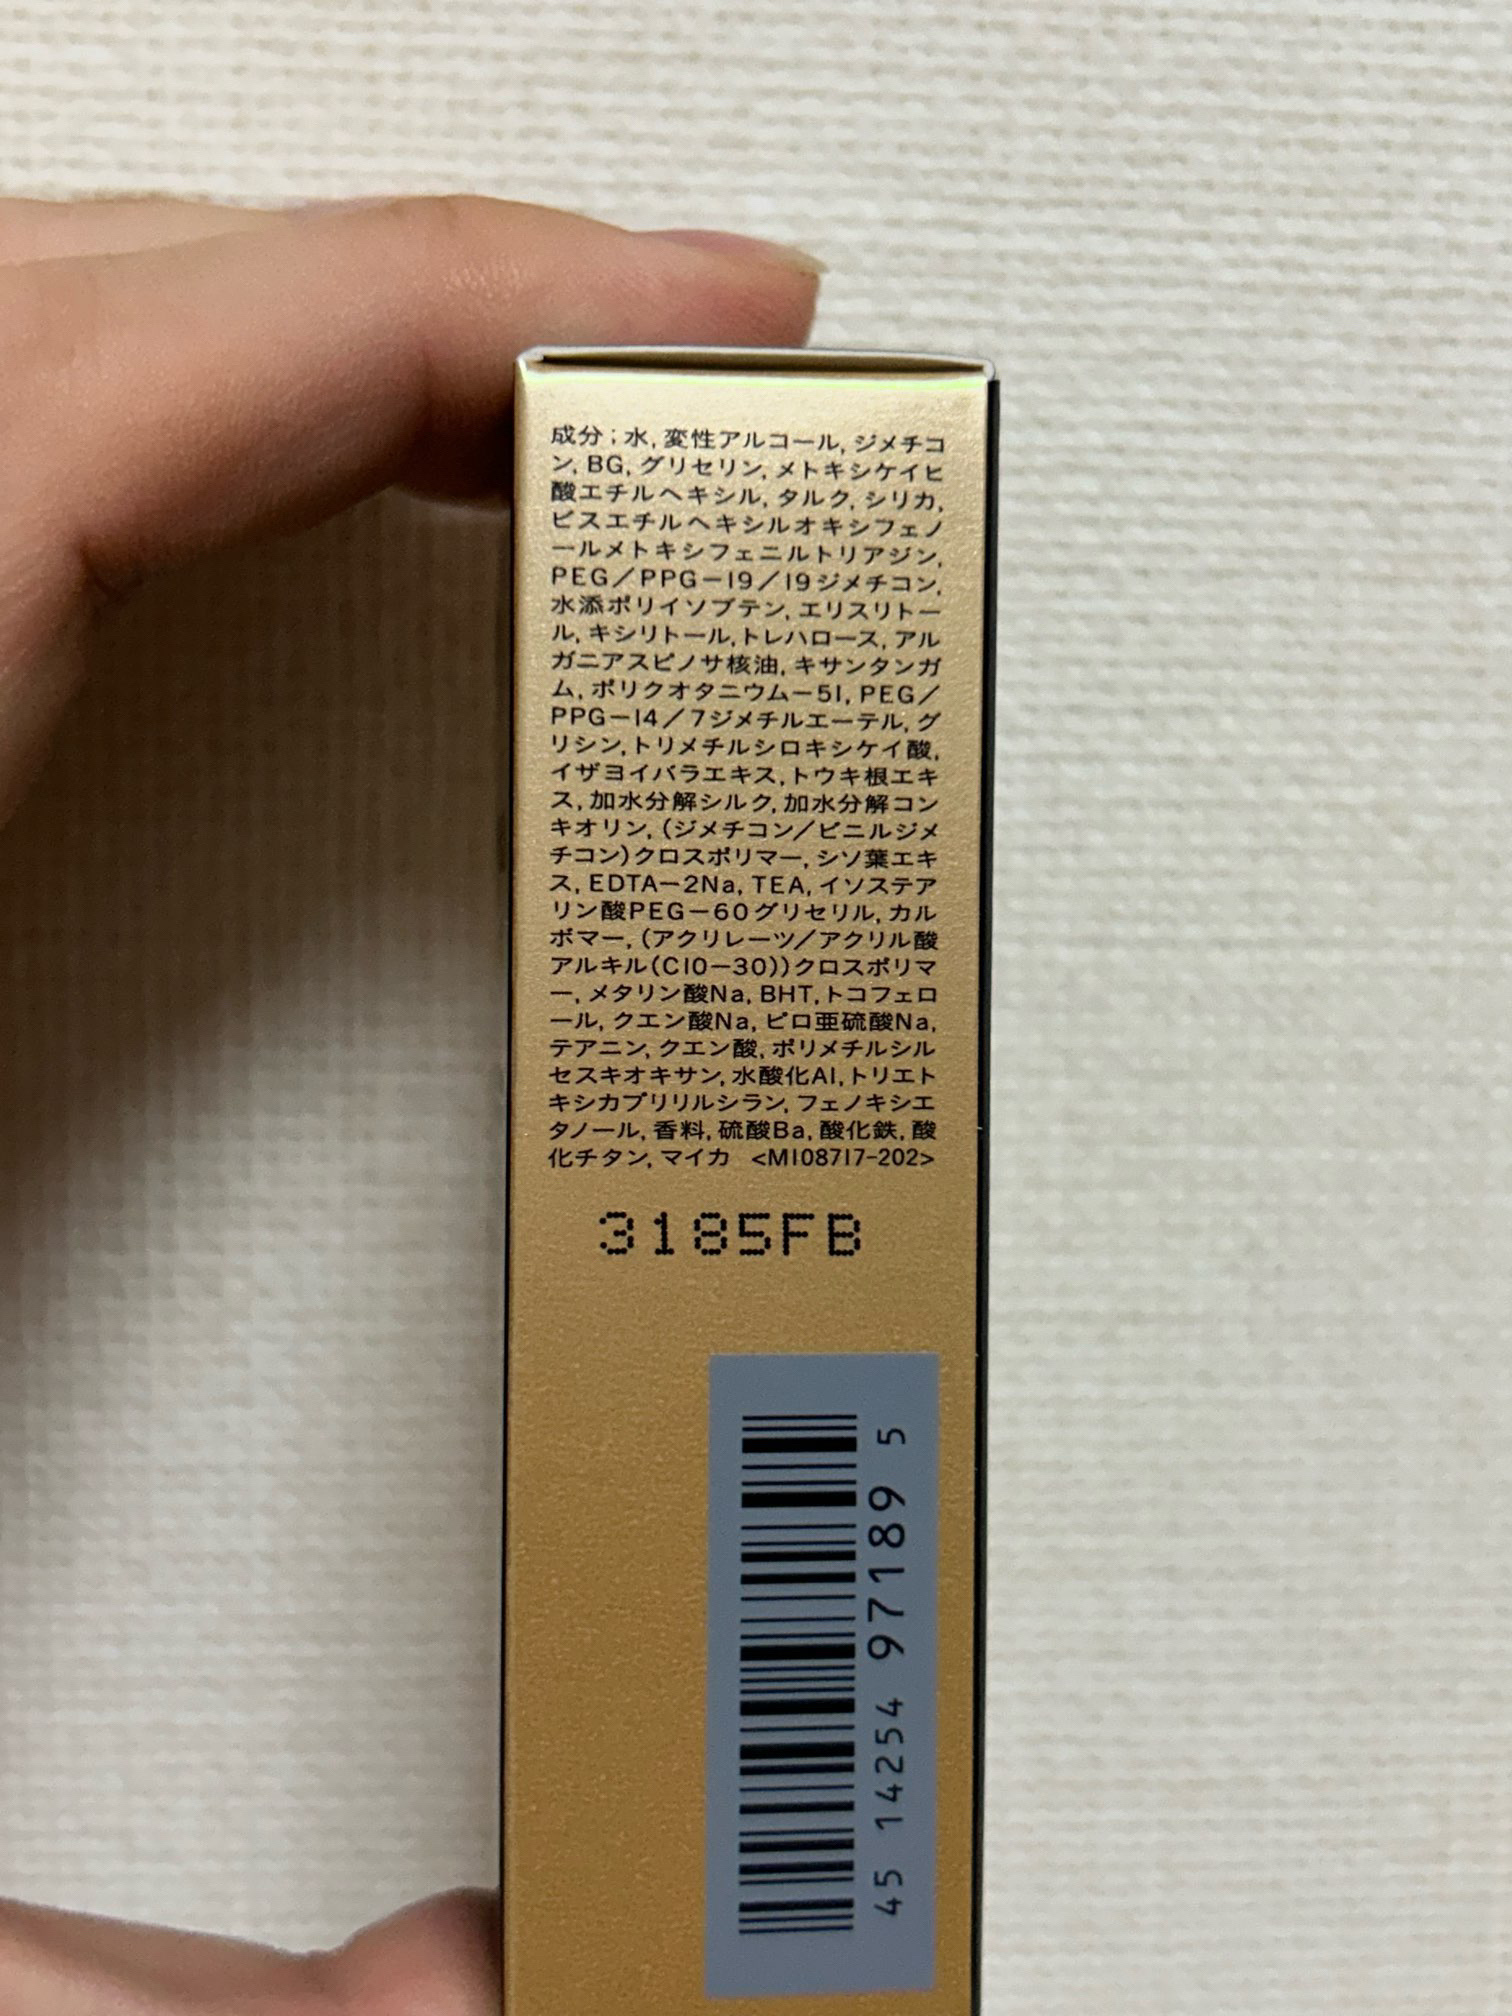 成分；水, 変性アルコール, ジメチコ
ン, BG, グリセリン, メトキシケイヒ
酸エチルヘキシル, タルク, シリカ,
ビスエチルヘキシルオキシフェノ
ールメトキシフェニルトリアジン,
PEG／PPG－19／19ジメチコン,
水添ポリイソブテン, エリスリトー
ル, キシリトール, トレハロース, アル
ガニアスピノサ核油, キサンタンガ
ム, ポリクオタニウム－51, PEG／
PPG－14／7ジメチルエーテル, グ
リシン, トリメチルシロキシケイ酸,
イザヨイバラエキス, トウキ根エキ
ス, 加水分解シルク, 加水分解コン
キオリン, (ジメチコン／ビニルジメ
チコン)クロスポリマー, シソ葉エキ
ス, EDTA－2Na, TEA, イソステア
リン酸PEG－60グリセリル, カル
ボマー, (アクリレーツ／アクリル酸
アルキル(C10－30))クロスポリマ
ー, メタリン酸Na, BHT, トコフェロ
ール, クエン酸Na, ピロ亜硫酸Na,
テアニン, クエン酸, ポリメチルシル
セスキオキサン, 水酸化Al, トリエト
キシカプリリルシラン, フェノキシエ
タノール, 香料, 硫酸Ba, 酸化鉄, 酸
化チタン, マイカ <M108717-202>
3185FB
45 14254 97189 5